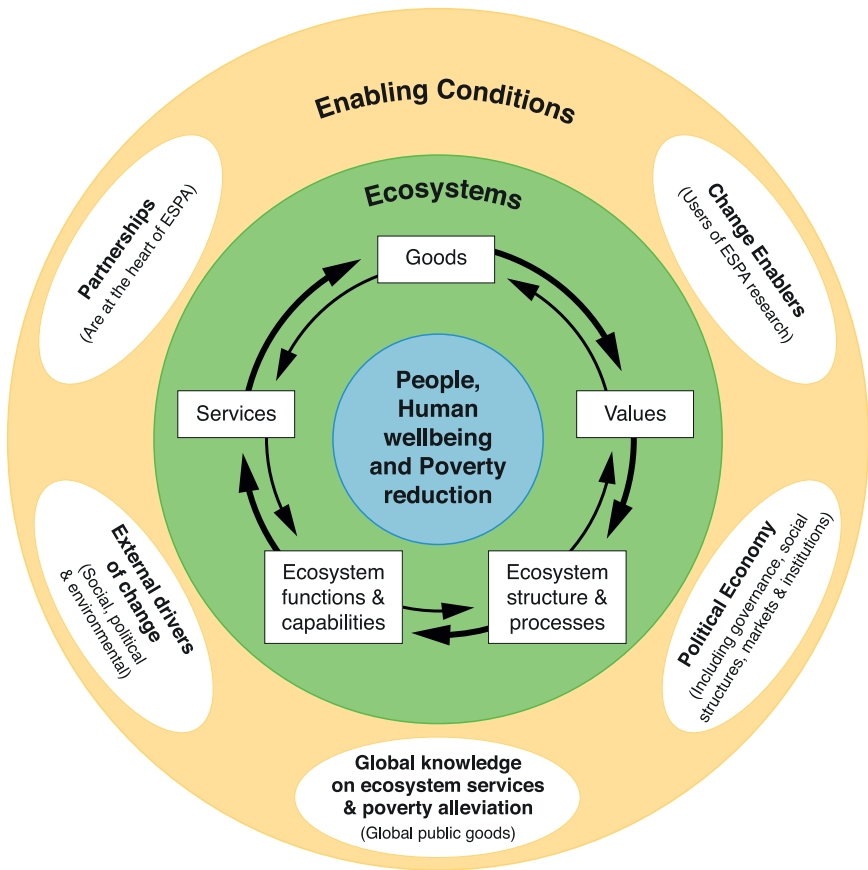 Enabling Conditions
Partnerships
(Are at the heart of ESPA)
Change Enablers
(Users of ESPA research)
Ecosystems
Goods
Services
Values
People,
Human
wellbeing
and Poverty
reduction
Ecosystem
functions &
capabilities
Ecosystem
structure &
processes
External drivers
of change
(Social, political
& environmental)
Political Economy
(Including governance, social
structures, markets & institutions)
Global knowledge
on ecosystem services
& poverty alleviation
(Global public goods)